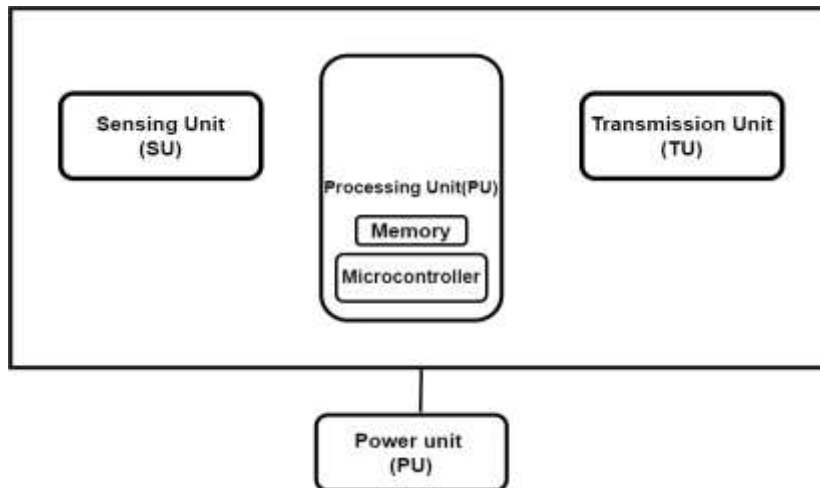 Sensing Unit
(SU)
Processing Unit(PU)
Memory
Microcontroller
Transmission Unit
(TU)
Power unit
(PU)